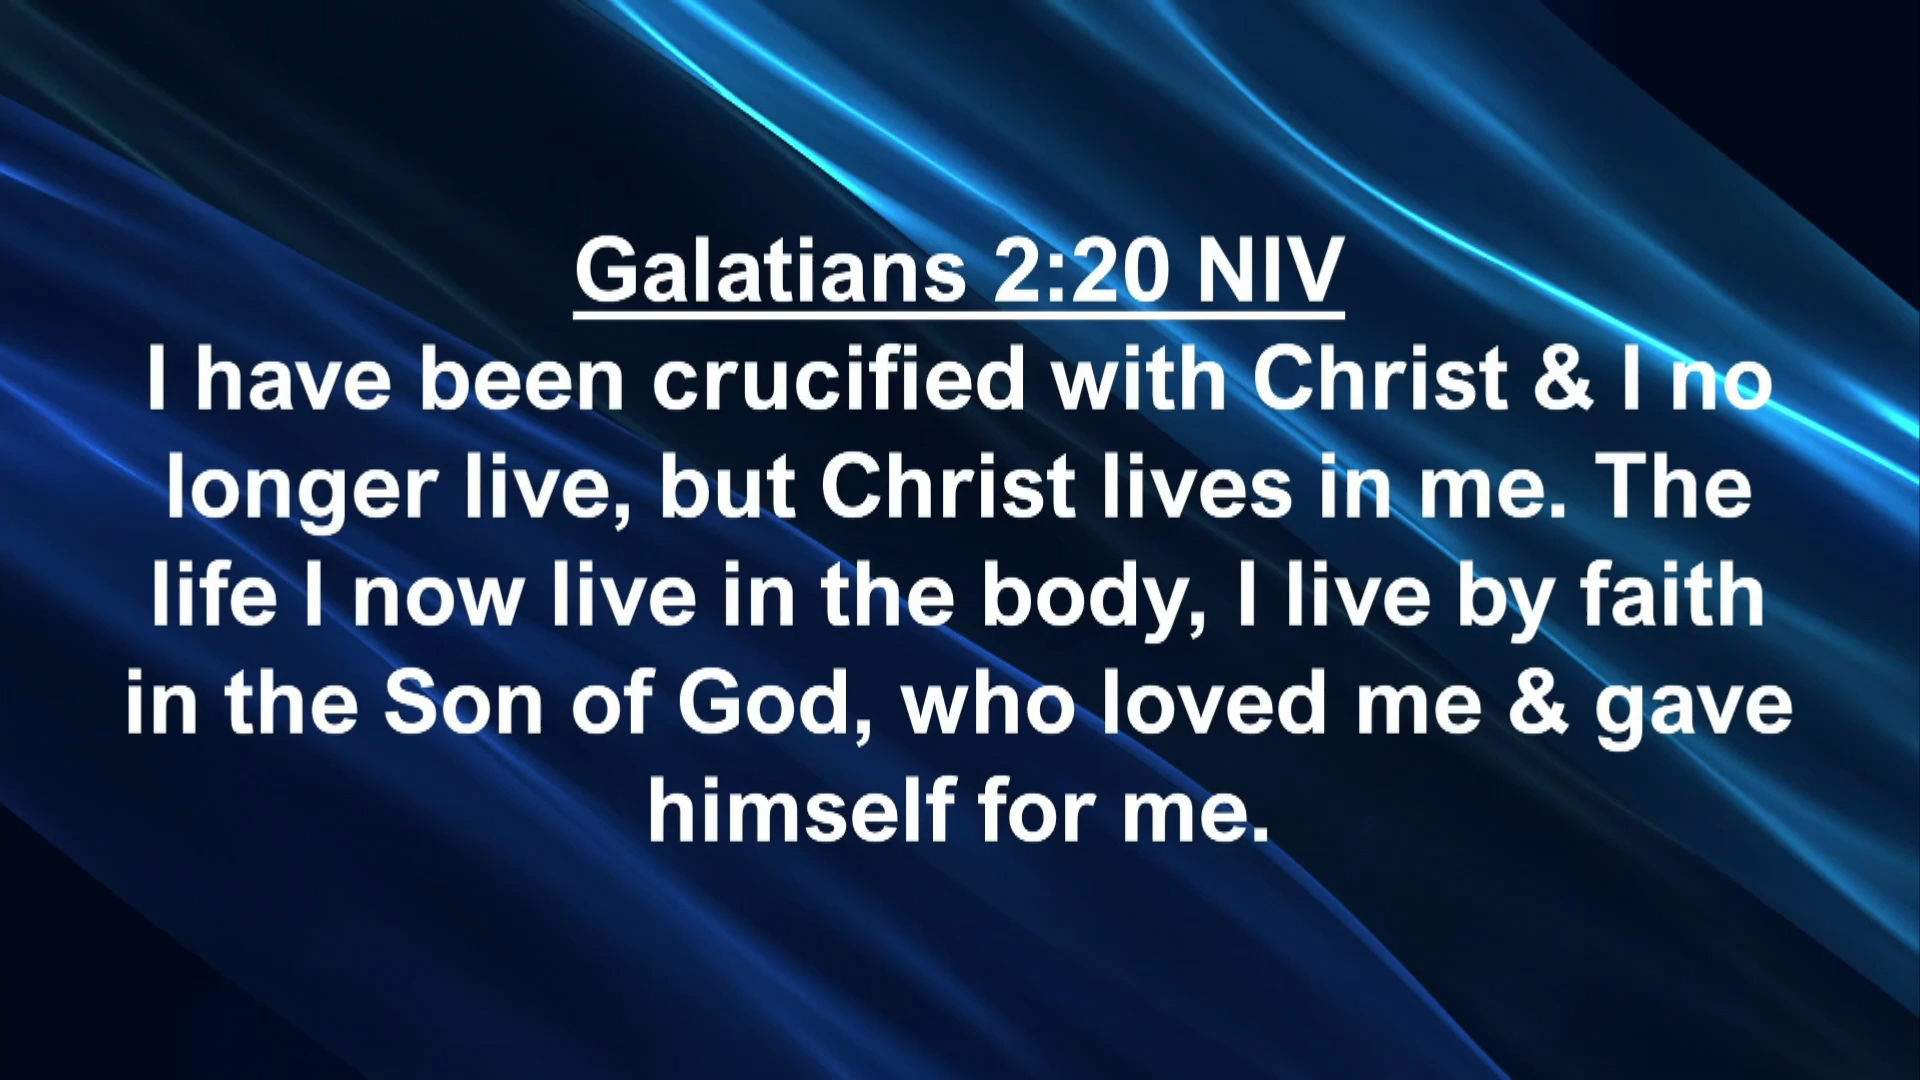 Galatians 2:20 NIV
I have been crucified with Christ & I no
longer live, but Christ lives in me. The
life I now live in the body, I live by faith
in the Son of God, who loved me & gave
himself for me.